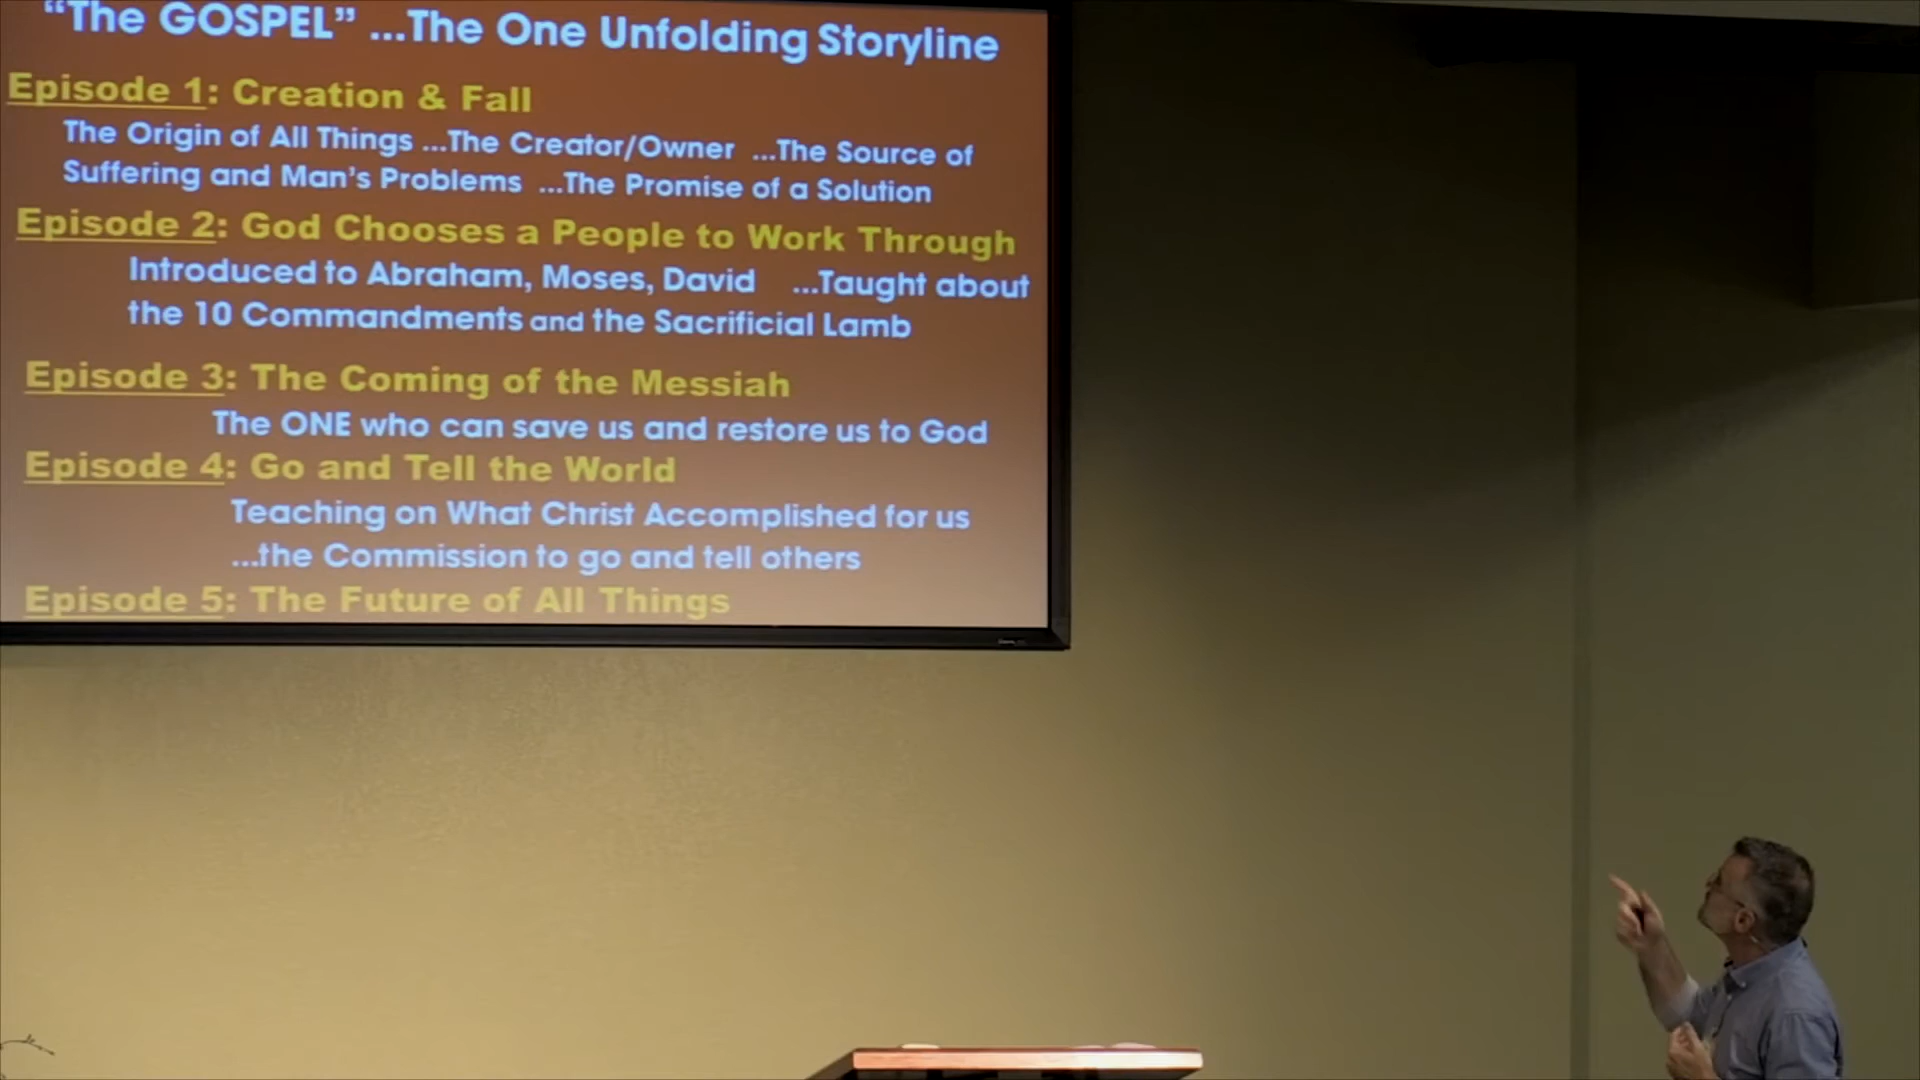 “The GOSPEL” ...The One Unfolding Storyline
Episode 1: Creation & Fall
The Origin of All Things ...The Creator/Owner ...The Source of
Suffering and Man’s Problems ...The Promise of a Solution
Episode 2: God Chooses a People to Work Through
Introduced to Abraham, Moses, David ...Taught about
the 10 Commandments and the Sacrificial Lamb
Episode 3: The Coming of the Messiah
The ONE who can save us and restore us to God
Episode 4: Go and Tell the World
Teaching on What Christ Accomplished for us
...the Commission to go and tell others
Episode 5: The Future of All Things